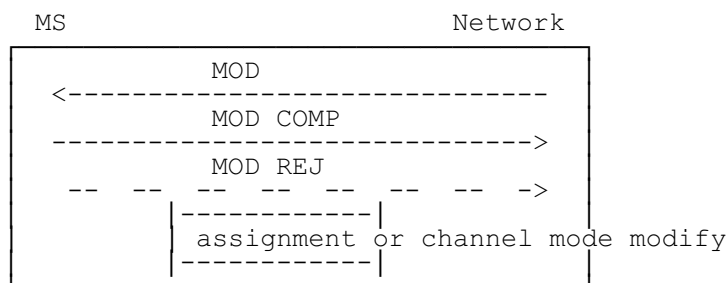 MS Network
MOD
MOD COMP
MOD REJ
assignment or channel mode modify